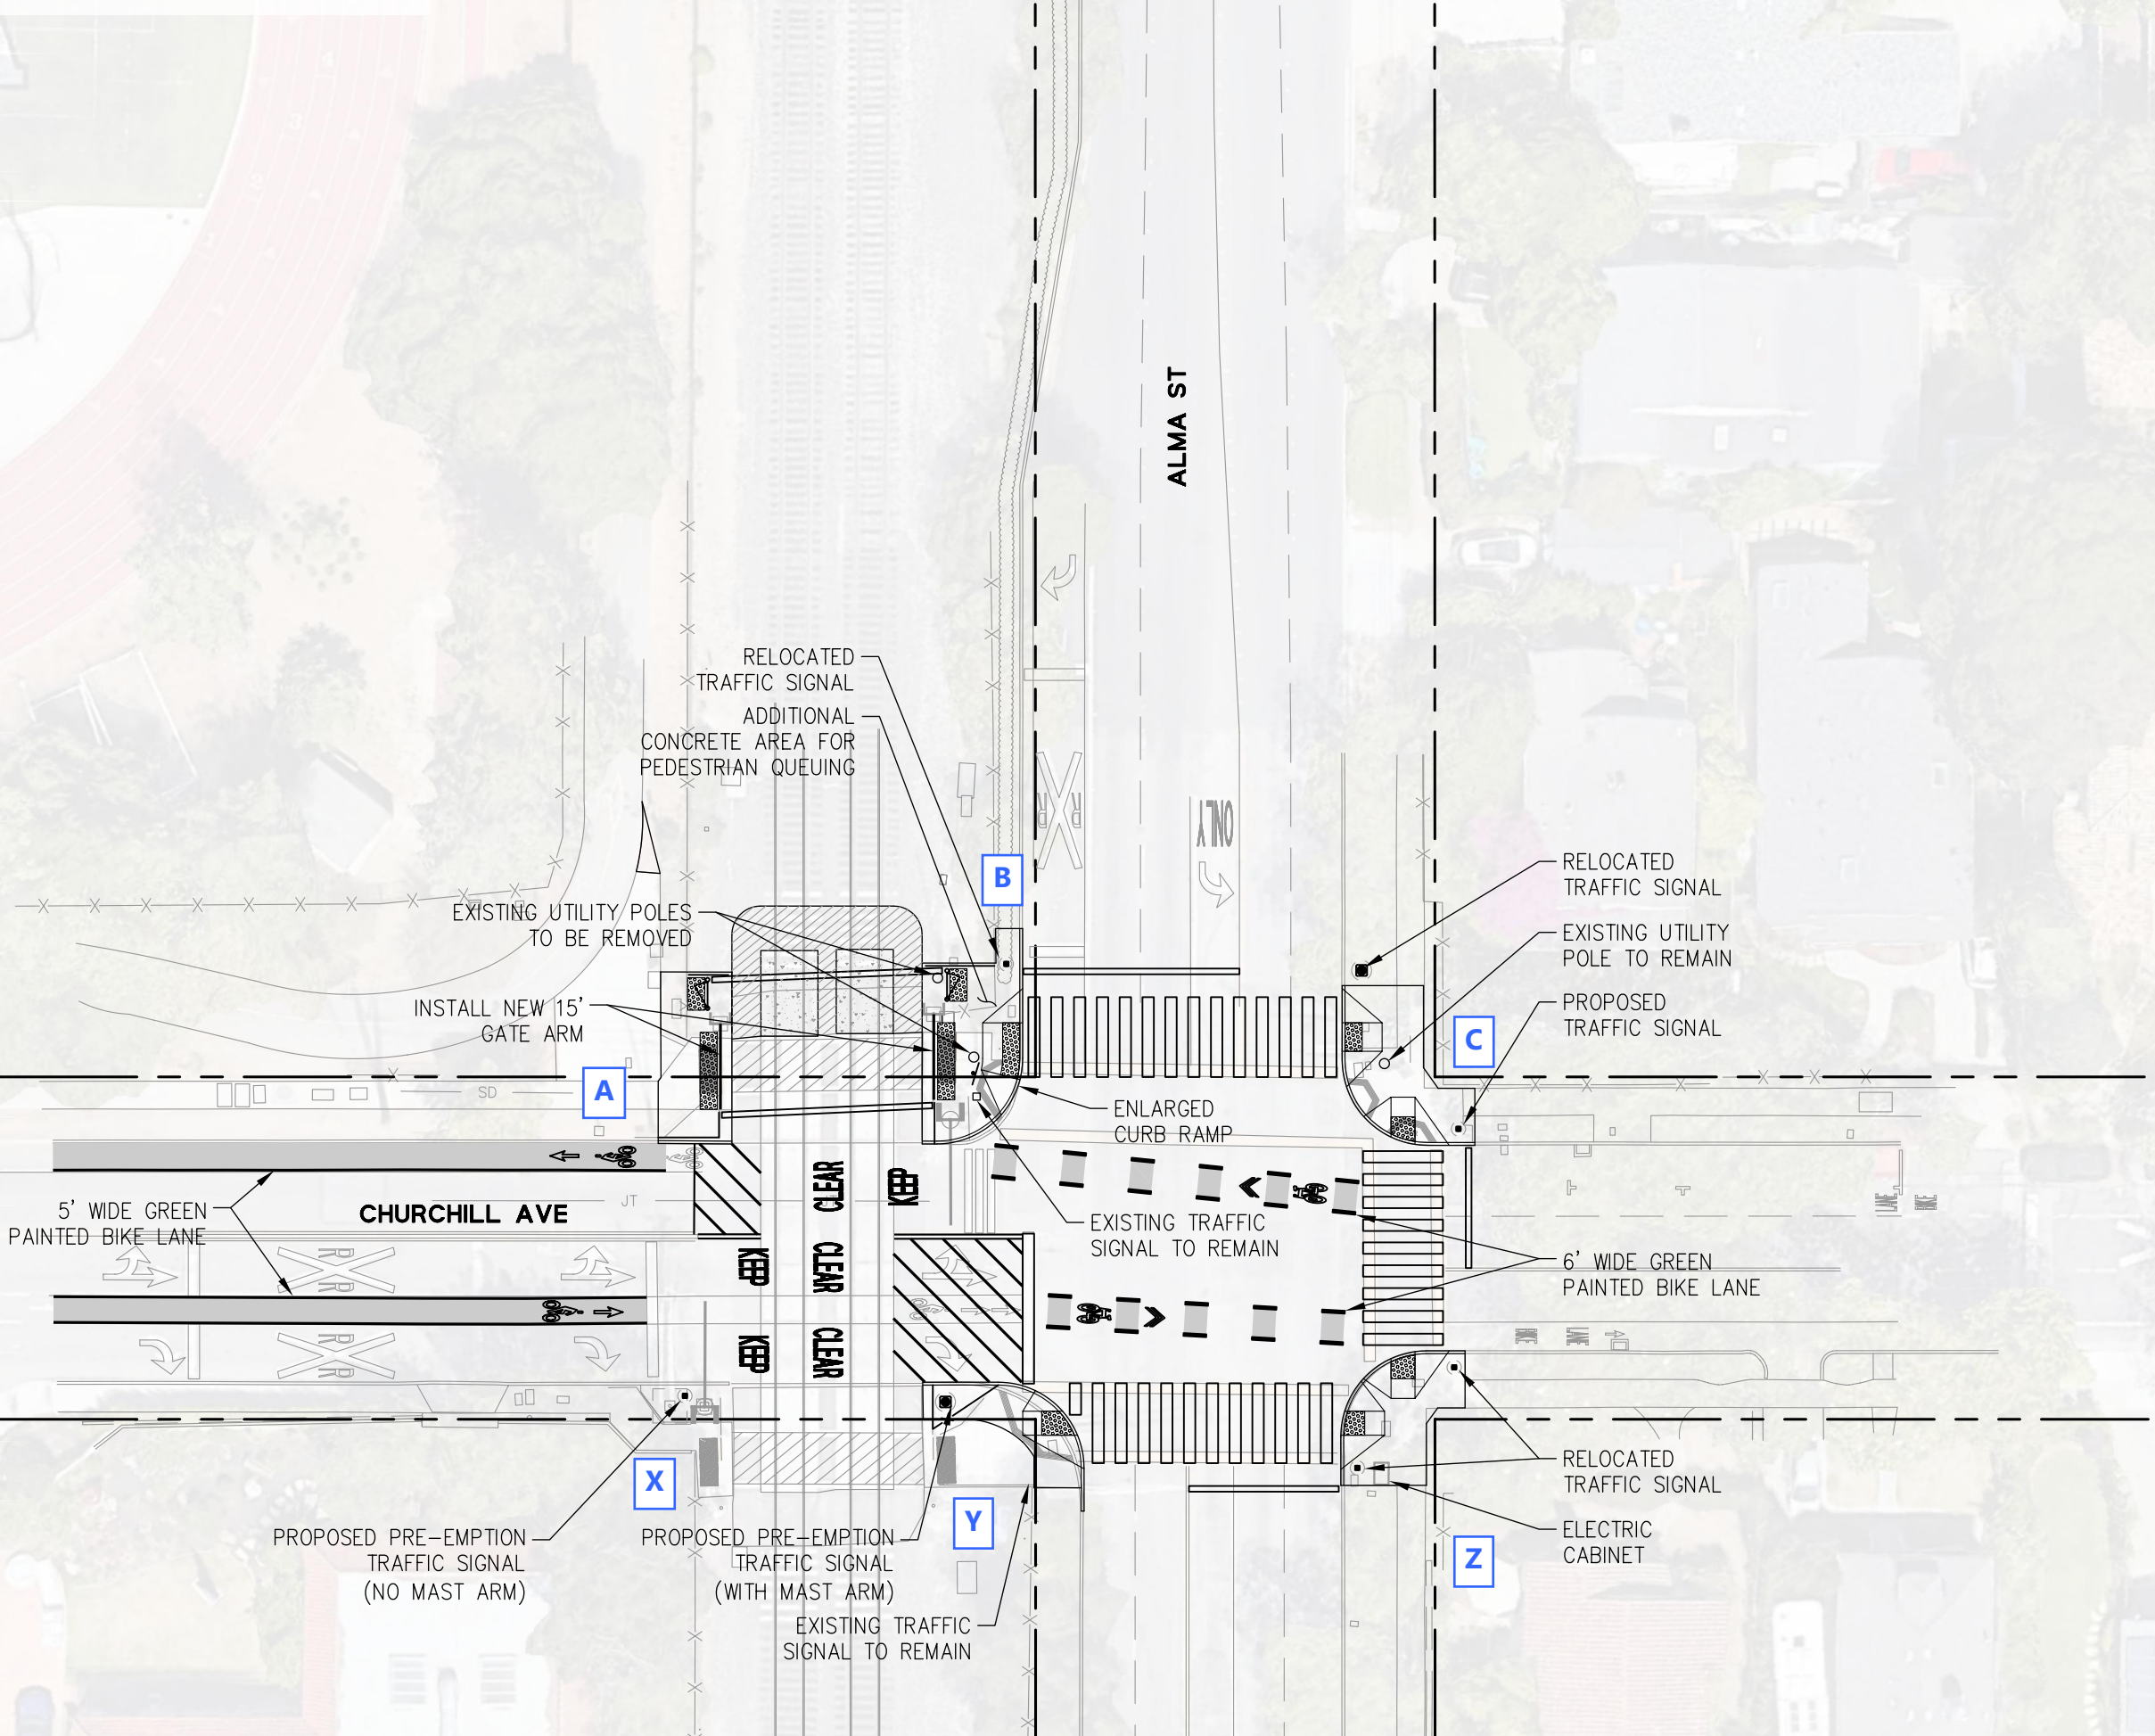 ALMA ST
RELOCATED
TRAFFIC SIGNAL
ADDITIONAL
CONCRETE AREA FOR
PEDESTRIAN QUEUING
R R
ONLY
B
RELOCATED
TRAFFIC SIGNAL
EXISTING UTILITY POLES
TO BE REMOVED
EXISTING UTILITY
POLE TO REMAIN
INSTALL NEW 15'
GATE ARM
PROPOSED
TRAFFIC SIGNAL
C
A
SD
ENLARGED
CURB RAMP
5' WIDE GREEN
PAINTED BIKE LANE
CHURCHILL AVE
JT
CLEAR
KEEP
EXISTING TRAFFIC
SIGNAL TO REMAIN
LANE
BIKE
6' WIDE GREEN
PAINTED BIKE LANE
R R
KEEP
CLEAR
R R
KEEP
CLEAR
BIKE
LANE
X
Y
Z
RELOCATED
TRAFFIC SIGNAL
ELECTRIC
CABINET
PROPOSED PRE-EMPTION
TRAFFIC SIGNAL
(NO MAST ARM)
PROPOSED PRE-EMPTION
TRAFFIC SIGNAL
(WITH MAST ARM)
EXISTING TRAFFIC
SIGNAL TO REMAIN